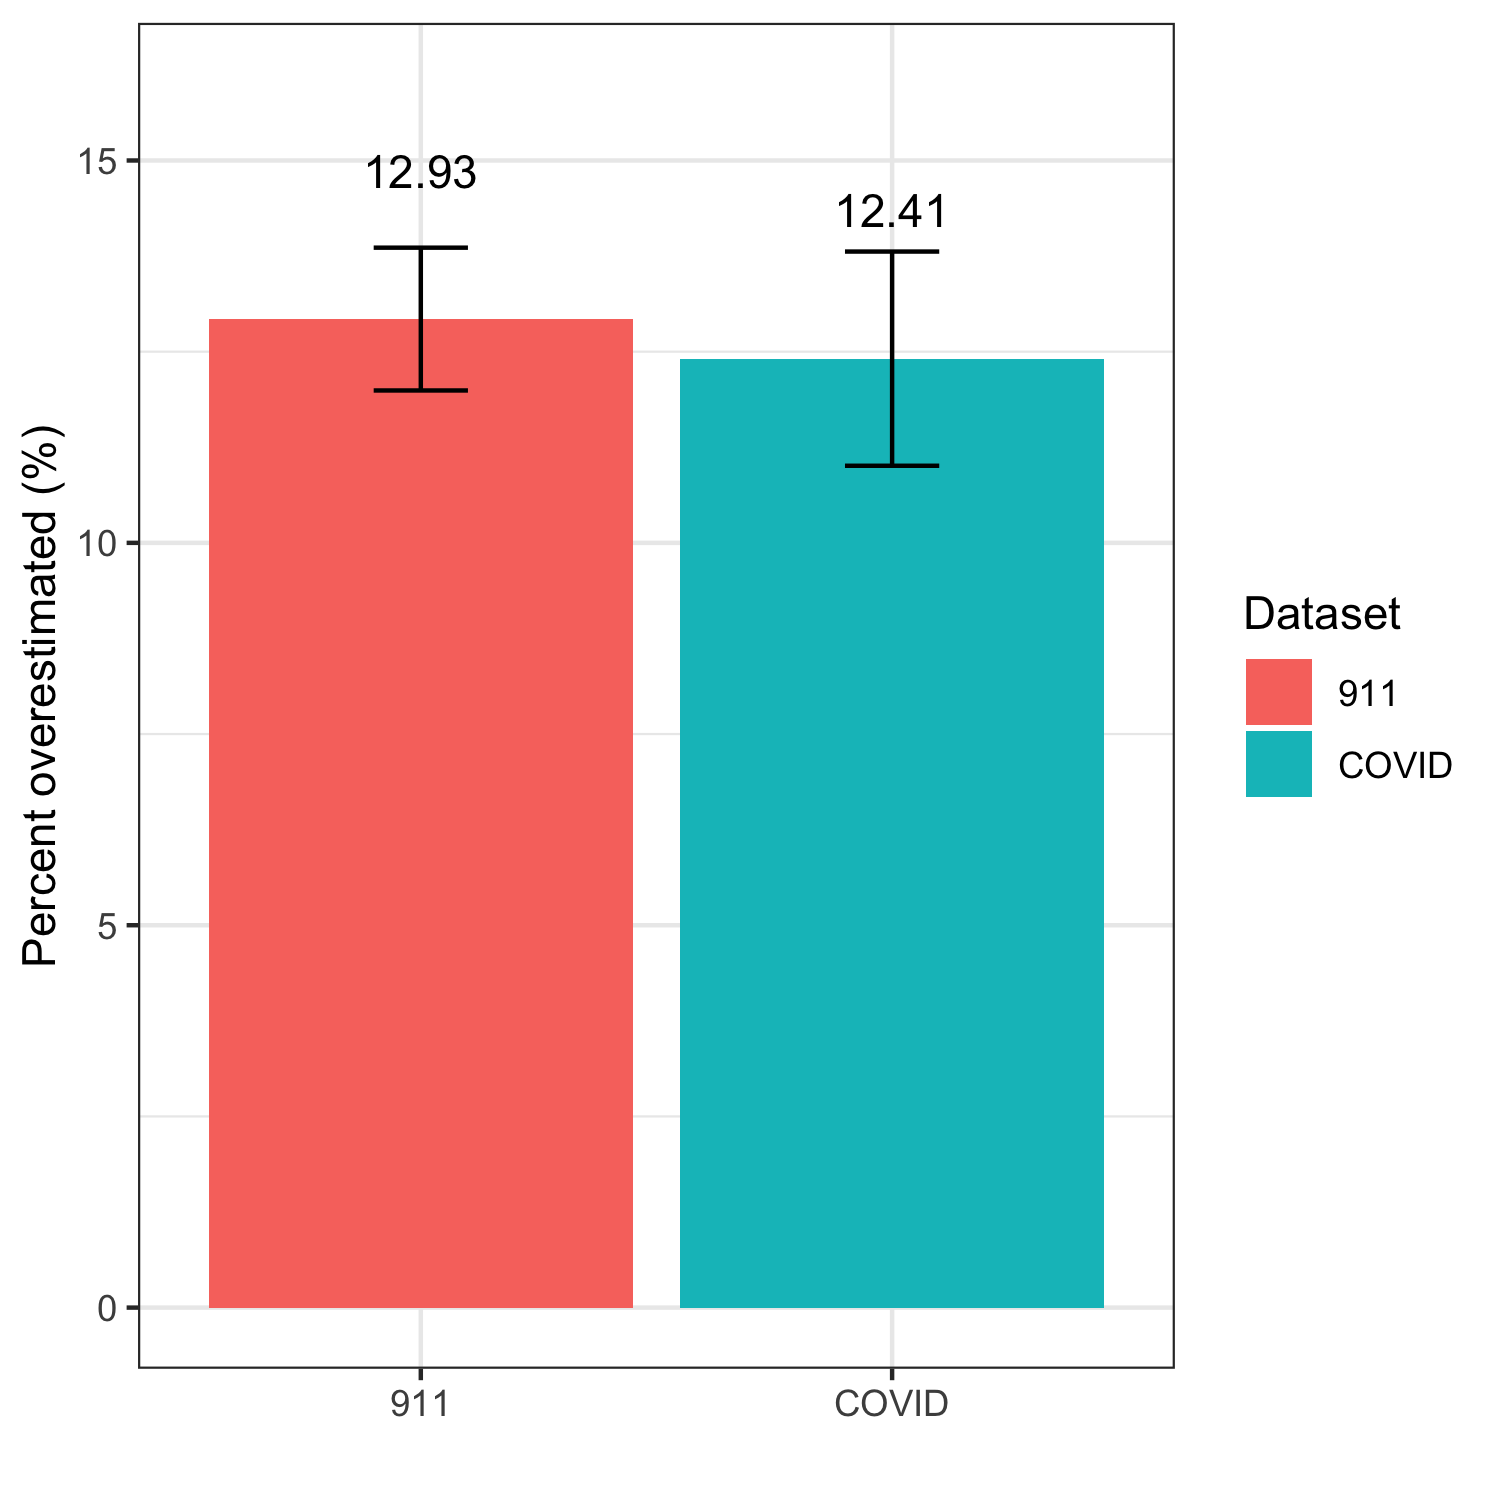 Percent overestimated (%)
15
10
5
0
12.93
12.41
911
COVID
Dataset
911
COVID